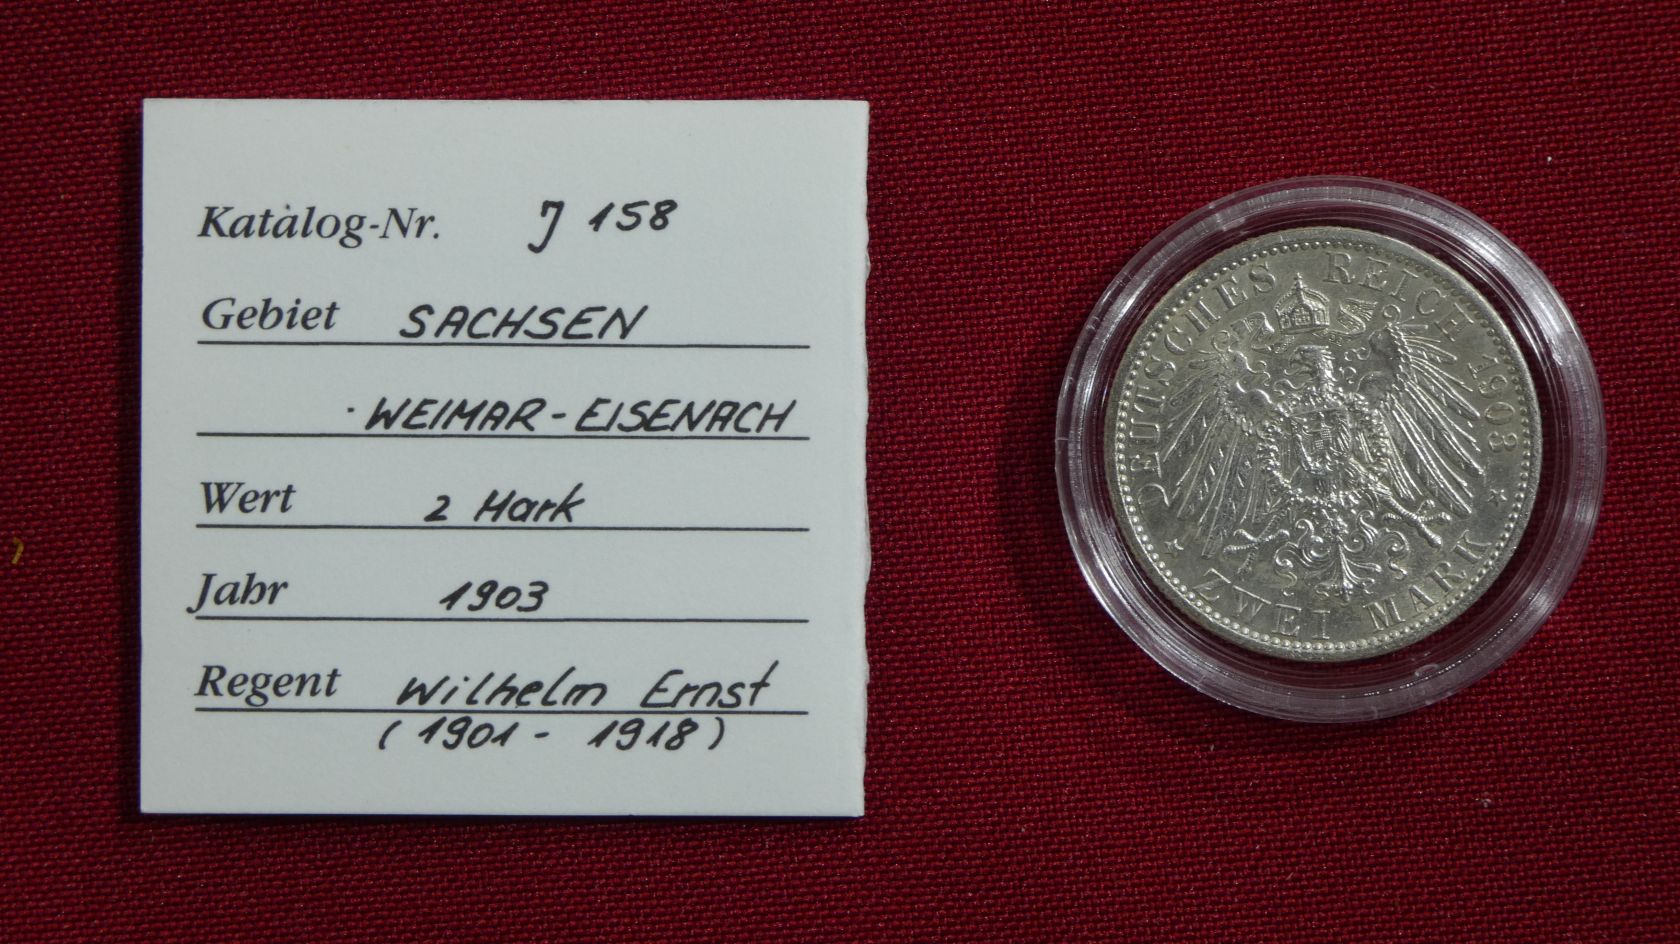 Katalog-Nr. J 158
Gebiet SACHSEN
WEIMAR-EISENACH
Wert 2 Mark
Jahr 1903
Regent Wilhelm Ernst
(1901 - 1918)
DEUTSCHES REICH 1903
ZWEI MARK